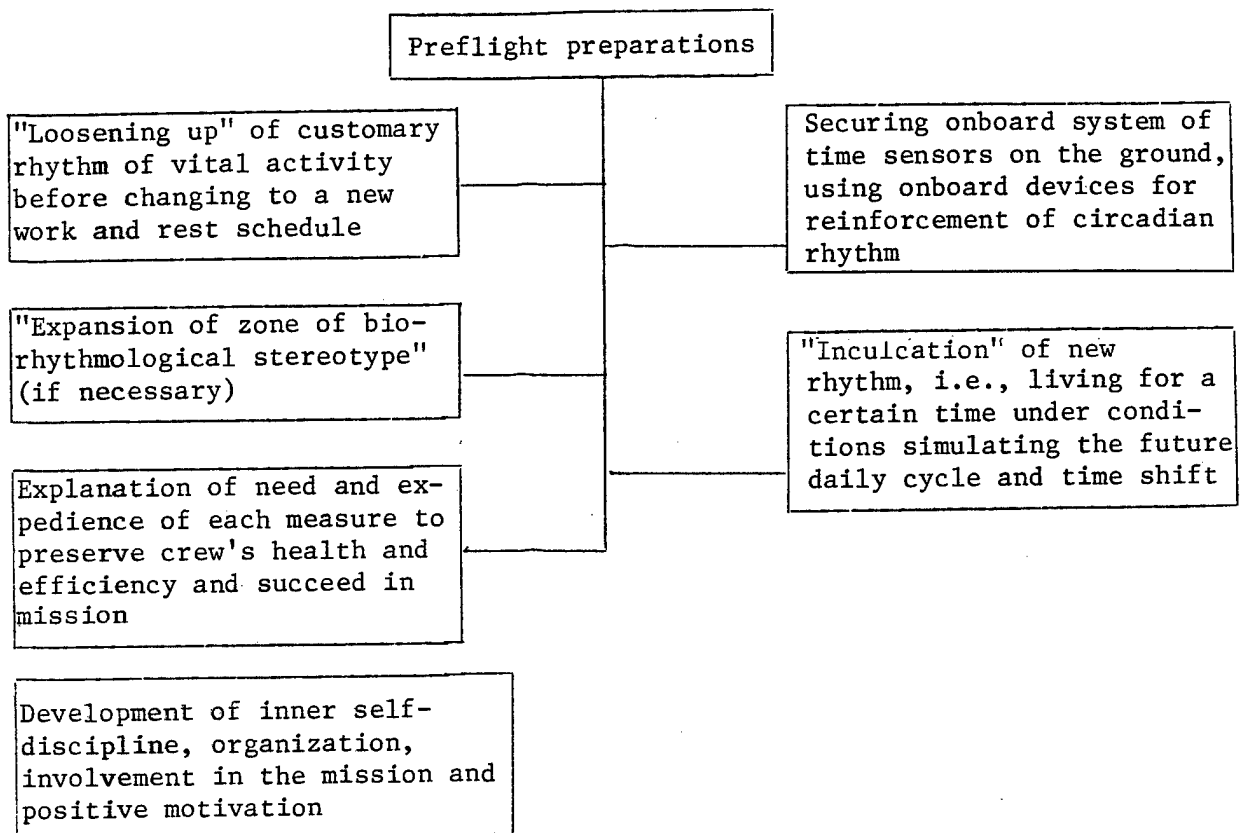 Preflight preparations
"Loosening up" of customary
rhythm of vital activity
before changing to a new
work and rest schedule
"Expansion of zone of bio-
rhythmological stereotype"
(if necessary)
Explanation of need and ex-
pedience of each measure to
preserve crew's health and
efficiency and succeed in
mission
Development of inner self-
discipline, organization,
involvement in the mission and
positive motivation
Securing onboard system of
time sensors on the ground,
using onboard devices for
reinforcement of circadian
rhythm
"Inculcation" of new
rhythm, i.e., living for a
certain time under condi-
tions simulating the future
daily cycle and time shift